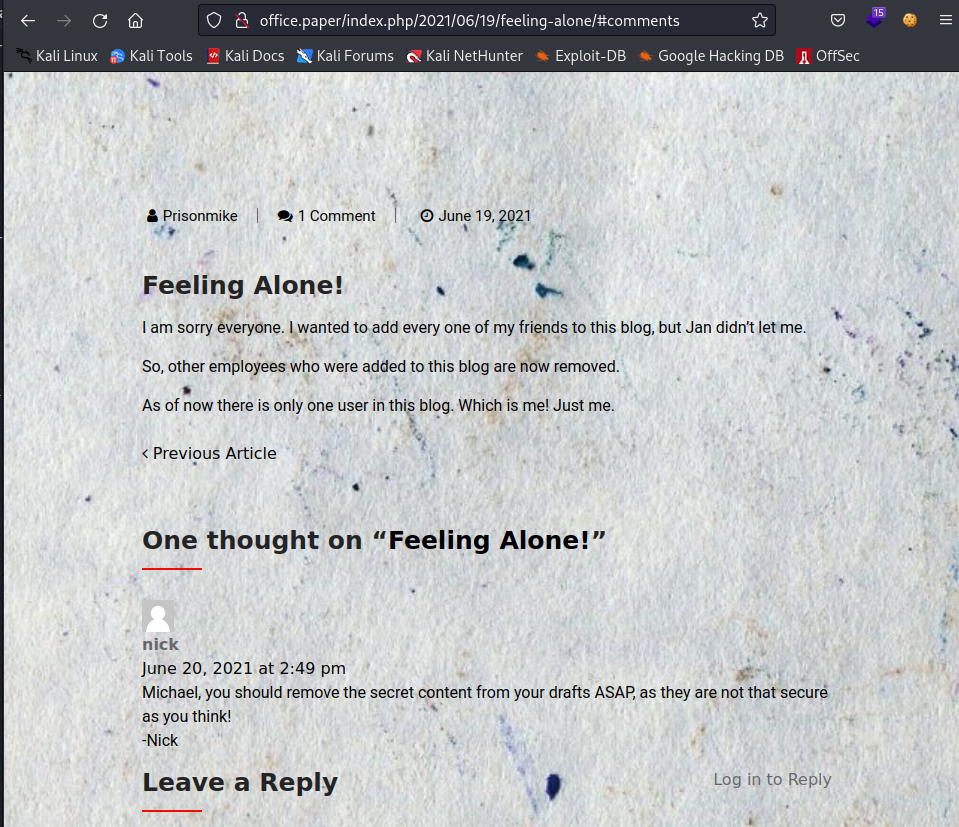 15
office.paper/index.php/2021/06/19/feeling-alone/#comments
Kali Linux Kali Tools Kali Docs Kali Forums Kali NetHunter Exploit-DB Google Hacking DB OffSec
Prisonmike | 1 Comment | June 19, 2021
Feeling Alone!
I am sorry everyone. I wanted to add every one of my friends to this blog, but Jan didn't let me.
So, other employees who were added to this blog are now removed.
As of now there is only one user in this blog. Which is me! Just me.
‹ Previous Article
One thought on “Feeling Alone!”
nick
June 20, 2021 at 2:49 pm
Michael, you should remove the secret content from your drafts ASAP, as they are not that secure
as you think!
-Nick
Leave a Reply Log in to Reply